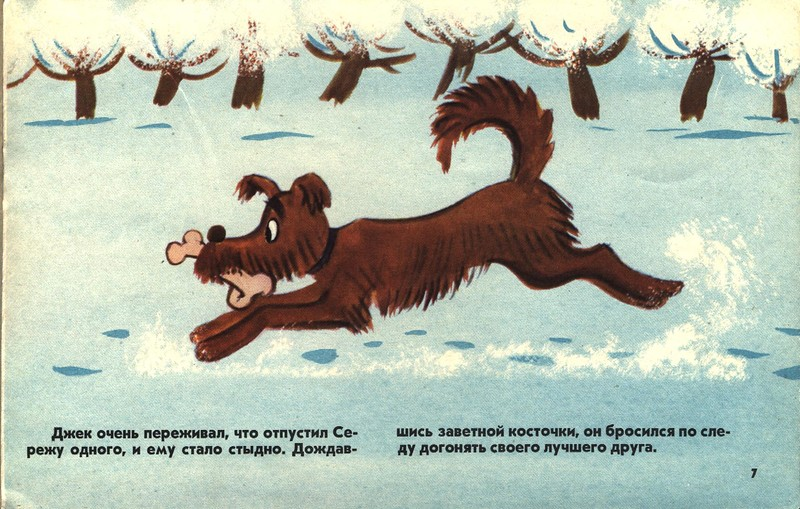 Джек очень переживал, что отпустил Се-
режу одного, и ему стало стыдно. Дождав-
шись заветной косточки, он бросился по сле-
ду догонять своего лучшего друга.
7